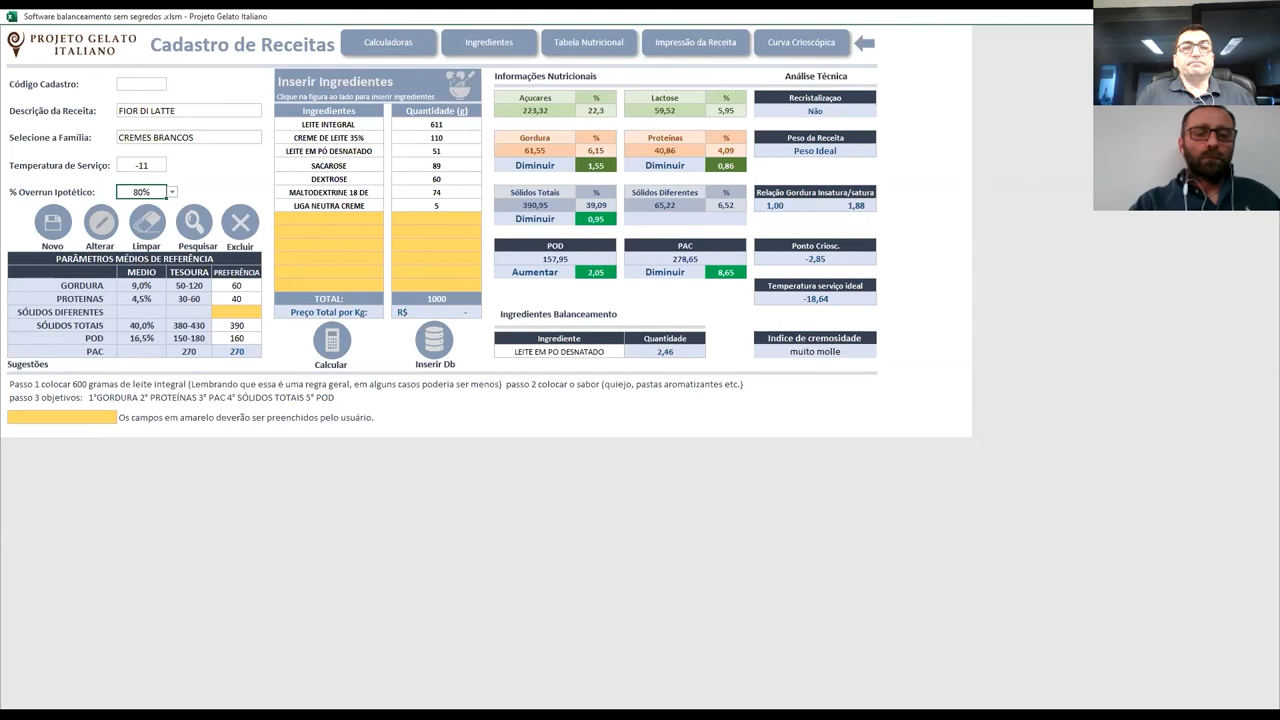 Software balanceamento sem segredos .xlsm - Projeto Gelato Italiano
PROJETO GELATO
ITALIANO
Cadastro de Receitas
Calculadoras
Ingredientes
Tabela Nutricional
Impressão da Receita
Curva Crioscópica
Código Cadastro:
Descrição da Receita: FIOR DI LATTE
Selecione a Família: CREMES BRANCOS
Temperatura de Serviço: -11
% Overrun Ipotético: 80%
Novo Alterar Limpar Pesquisar Excluir
PARÂMETROS MÉDIOS DE REFERÊNCIA
MEDIO TESOURA PREFERÊNCIA
GORDURA 9,0% 50-120 60
PROTEINAS 4,5% 30-60 40
SÓLIDOS DIFERENTES
SÓLIDOS TOTAIS 40,0% 380-430 390
POD 16,5% 150-180 160
PAC 270 270
Inserir Ingredientes
Clique na figura ao lado para inserir ingredientes
Ingredientes Quantidade (g)
LEITE INTEGRAL 611
CREME DE LEITE 35% 110
LEITE EM PÓ DESNATADO 51
SACAROSE 89
DEXTROSE 60
MALTODEXTRINE 18 DE 74
LIGA NEUTRA CREME 5
TOTAL: 1000
Preço Total por Kg: R$ -
Calcular
Inserir Db
Informações Nutricionais
Açucares % Lactose %
223,32 22,3 59,52 5,95
Gordura % Proteínas %
61,55 6,15 40,86 4,09
Diminuir 1,55 Diminuir 0,86
Sólidos Totais % Sólidos Diferentes %
390,95 39,09 65,22 6,52
Diminuir 0,95
POD PAC
157,95 278,65
Aumentar 2,05 Diminuir 8,65
Ingredientes Balanceamento
Ingrediente Quantidade
LEITE EM PO DESNATADO 2,46
Análise Técnica
Recristalizaçao
Não
Peso da Receita
Peso Ideal
Relação Gordura Insatura/satura
1,00 1,88
Ponto Criosc.
-2,85
Temperatura serviço ideal
-18,64
Indice de cremosidade
muito molle
Sugestões
Passo 1 colocar 600 gramas de leite integral (Lembrando que essa é uma regra geral, em alguns casos poderia ser menos) passo 2 colocar o sabor (quiejo, pastas aromatizantes etc.)
passo 3 objetivos: 1°GORDURA 2° PROTEÍNAS 3° PAC 4° SÓLIDOS TOTAIS 5° POD
Os campos em amarelo deverão ser preenchidos pelo usuário.